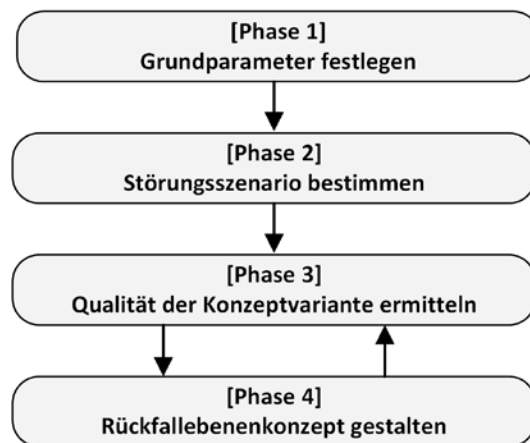 [Phase 1]
Grundparameter festlegen
[Phase 2]
Störungsszenario bestimmen
[Phase 3]
Qualität der Konzeptvariante ermitteln
[Phase 4]
Rückfallebenenkonzept gestalten